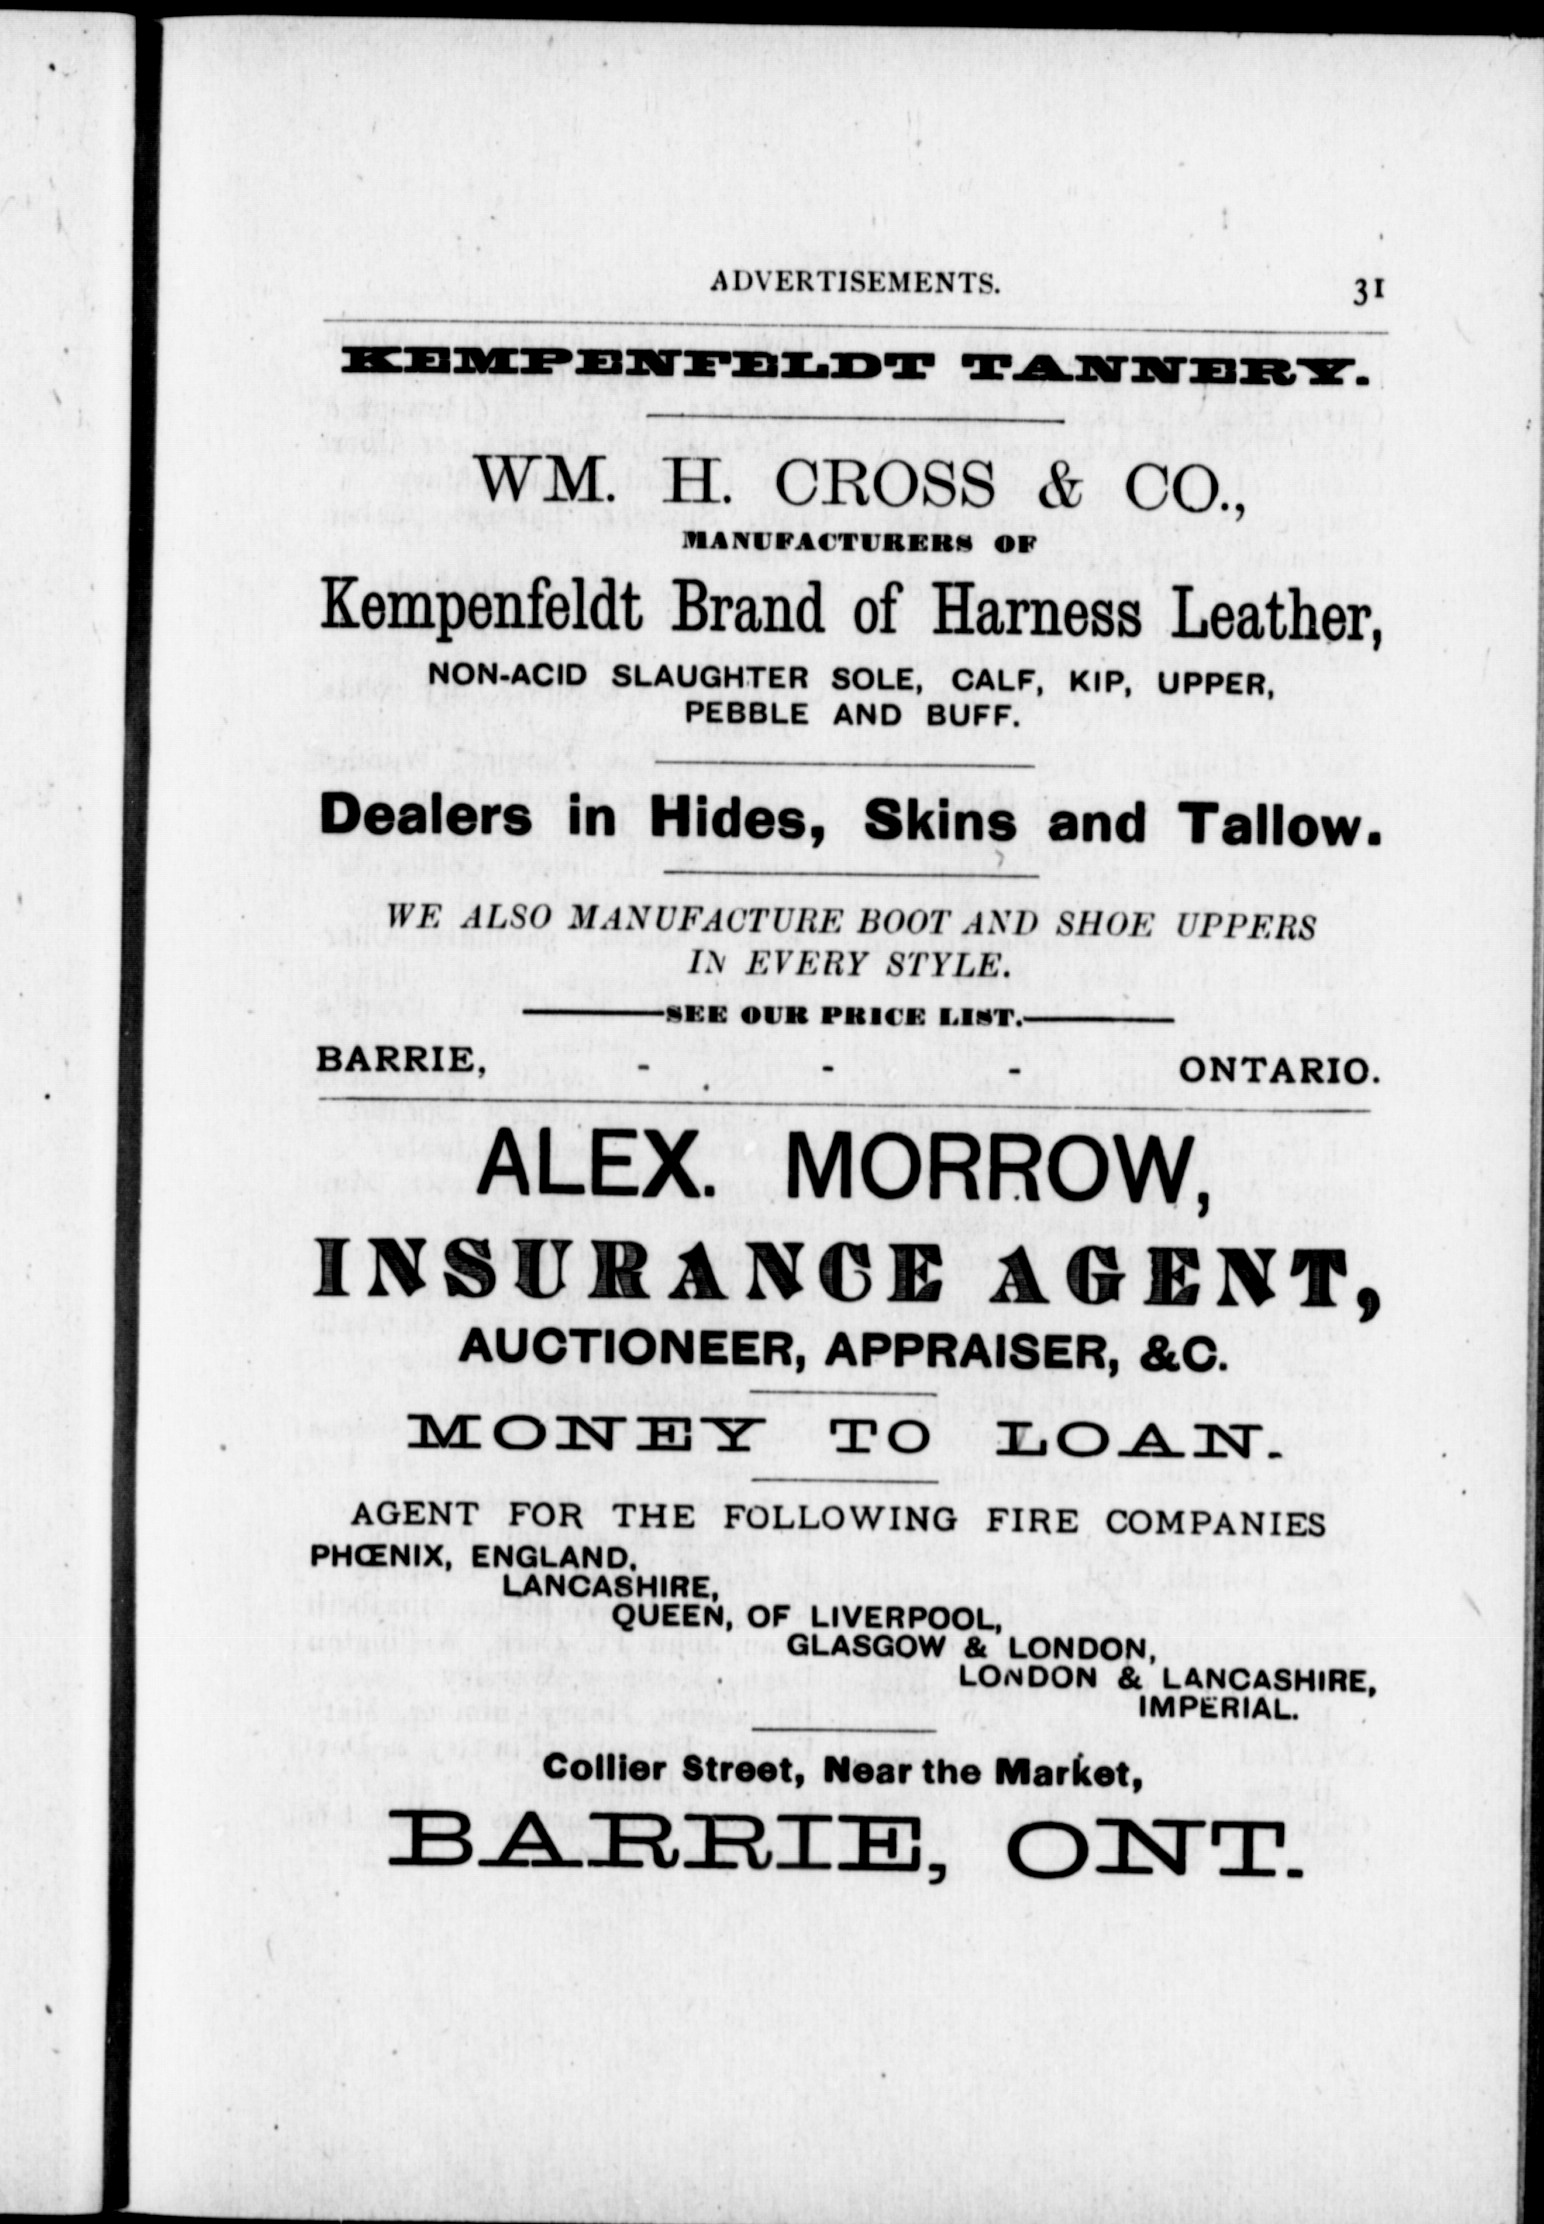 ADVERTISEMENTS. 31
KEMPENFELDT TANNERY.
WM. H. CROSS & CO.,
MANUFACTURERS OF
Kempenfeldt Brand of Harness Leather,
NON-ACID SLAUGHTER SOLE, CALF, KIP, UPPER,
PEBBLE AND BUFF.
Dealers in Hides, Skins and Tallow.
WE ALSO MANUFACTURE BOOT AND SHOE UPPERS
IN EVERY STYLE.
SEE OUR PRICE LIST.
BARRIE, - - - ONTARIO.
ALEX. MORROW,
INSURANCE AGENT,
AUCTIONEER, APPRAISER, &C.
MONEY TO LOAN.
AGENT FOR THE FOLLOWING FIRE COMPANIES
PHŒNIX, ENGLAND,
LANCASHIRE,
QUEEN, OF LIVERPOOL,
GLASGOW & LONDON,
LONDON & LANCASHIRE,
IMPERIAL.
Collier Street, Near the Market,
BARRIE, ONT.